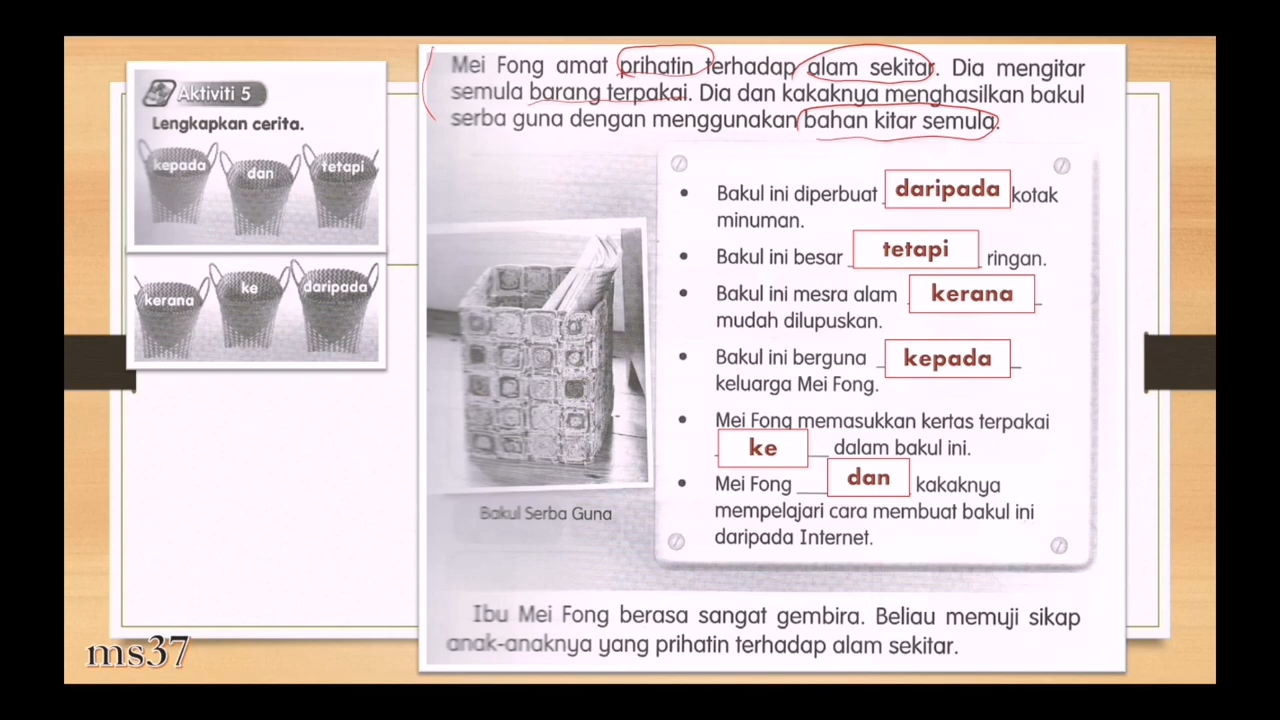 Aktiviti 5
Lengkapkan cerita.
kepada
dan
tetapi
kerana
ke
daripada
Mei Fong amat prihatin terhadap alam sekitar. Dia mengitar
semula barang terpakai. Dia dan kakaknya menghasilkan bakul
serba guna dengan menggunakan bahan kitar semula.
• Bakul ini diperbuat daripada kotak
minuman.
• Bakul ini besar tetapi ringan.
• Bakul ini mesra alam kerana
mudah dilupuskan.
• Bakul ini berguna kepada
keluarga Mei Fong.
• Mei Fong memasukkan kertas terpakai
ke dalam bakul ini.
• Mei Fong dan kakaknya
mempelajari cara membuat bakul ini
daripada Internet.
Bakul Serba Guna
Ibu Mei Fong berasa sangat gembira. Beliau memuji sikap
anak-anaknya yang prihatin terhadap alam sekitar.
ms37